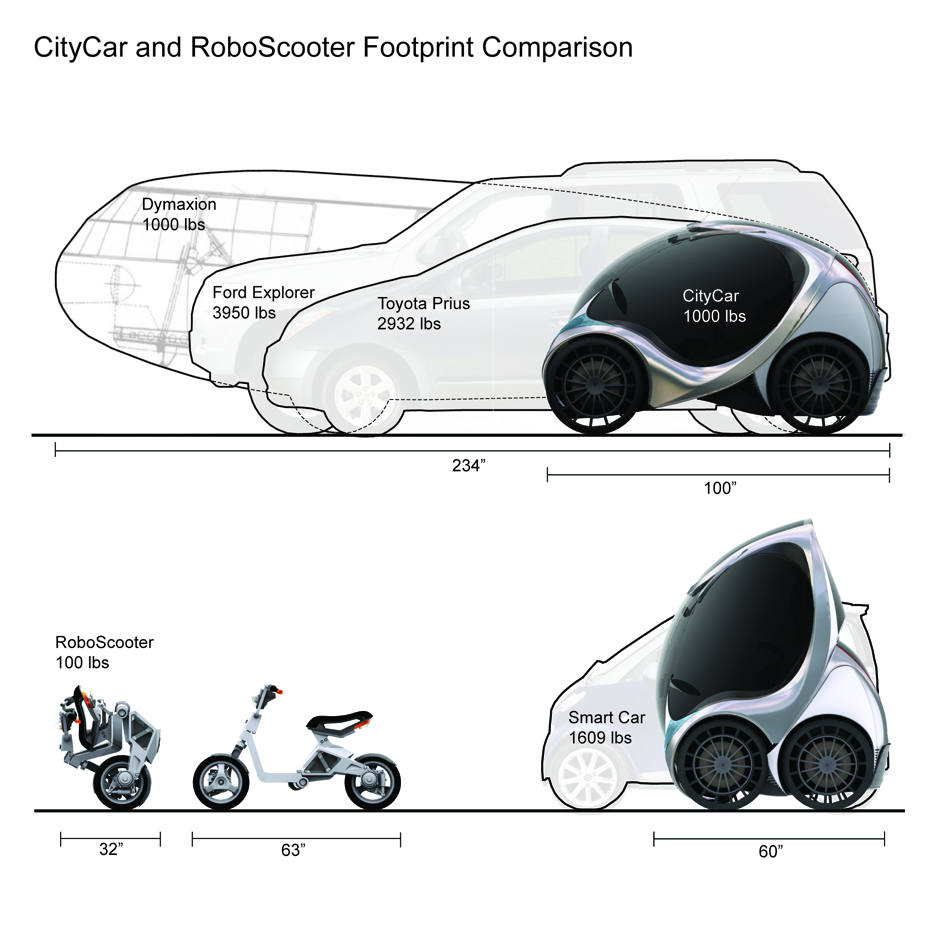 CityCar and RoboScooter Footprint Comparison
Dymaxion
1000 lbs
Ford Explorer
3950 lbs
Toyota Prius
2932 lbs
CityCar
1000 lbs
234”
100”
RoboScooter
100 lbs
Smart Car
1609 lbs
32”
63”
60”